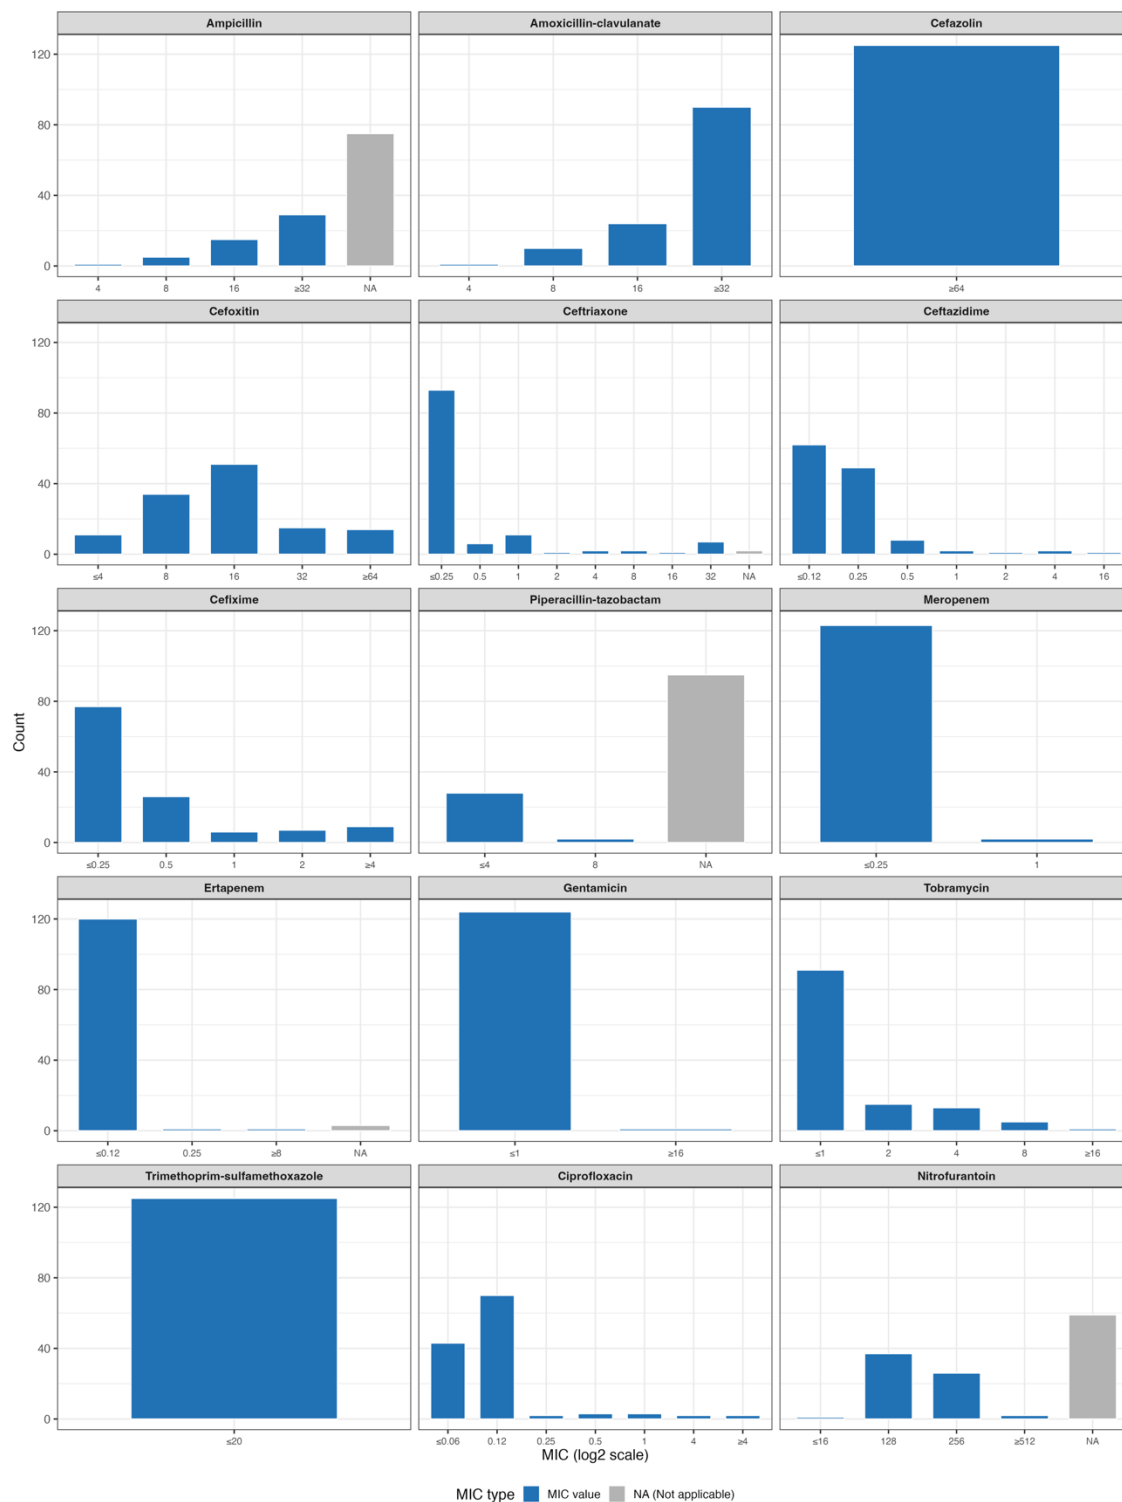 Ampicillin Amoxicillin-clavulanate Cefazolin
120
80
40
0
4 8 16 ≥32 NA 4 8 16 ≥32 ≥64
Cefoxitin Ceftriaxone Ceftazidime
120
80
40
0
≤4 8 16 32 ≥64 ≤0.25 0.5 1 2 4 8 16 32 NA ≤0.12 0.25 0.5 1 2 4 16
Cefixime Piperacillin-tazobactam Meropenem
120
80
40
0
≤0.25 0.5 1 2 ≥4 ≤4 8 NA ≤0.25 1
Count
Ertapenem Gentamicin Tobramycin
120
80
40
0
≤0.12 0.25 ≥8 NA ≤1 ≥16 ≤1 2 4 8 ≥16
Trimethoprim-sulfamethoxazole Ciprofloxacin Nitrofurantoin
120
80
40
0
≤20 ≤0.06 0.12 0.25 0.5 1 4 ≥4 ≤16 128 256 ≥512 NA
MIC (log2 scale)
MIC type MIC value NA (Not applicable)